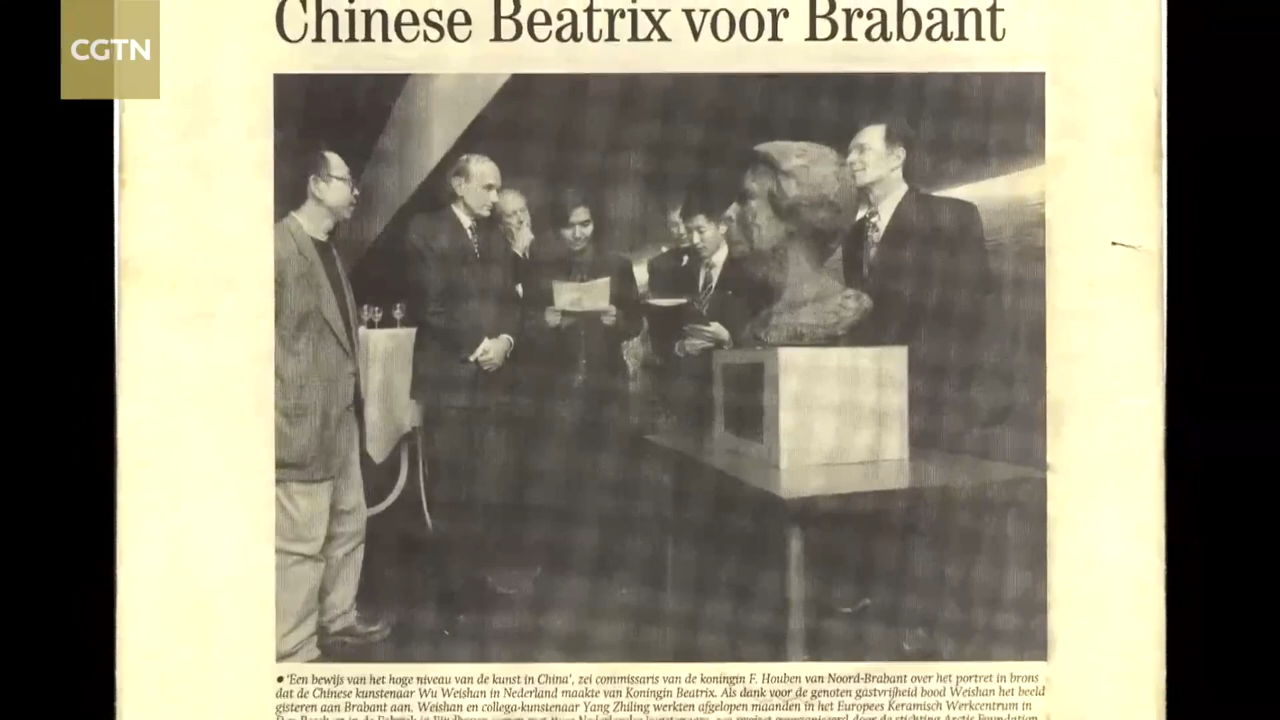 CGTN
Chinese Beatrix voor Brabant
● 'Een bewijs van het hoge niveau van de kunst in China', zei commissaris van de koningin F. Houben van Noord-Brabant over het portret in brons
dat de Chinese kunstenaar Wu Weishan in Nederland maakte van Koningin Beatrix. Als dank voor de genoten gastvrijheid bood Weishan het beeld
gisteren aan Brabant aan. Weishan en collega-kunstenaar Yang Zhiling werkten afgelopen maanden in het Europees Keramisch Werkcentrum in